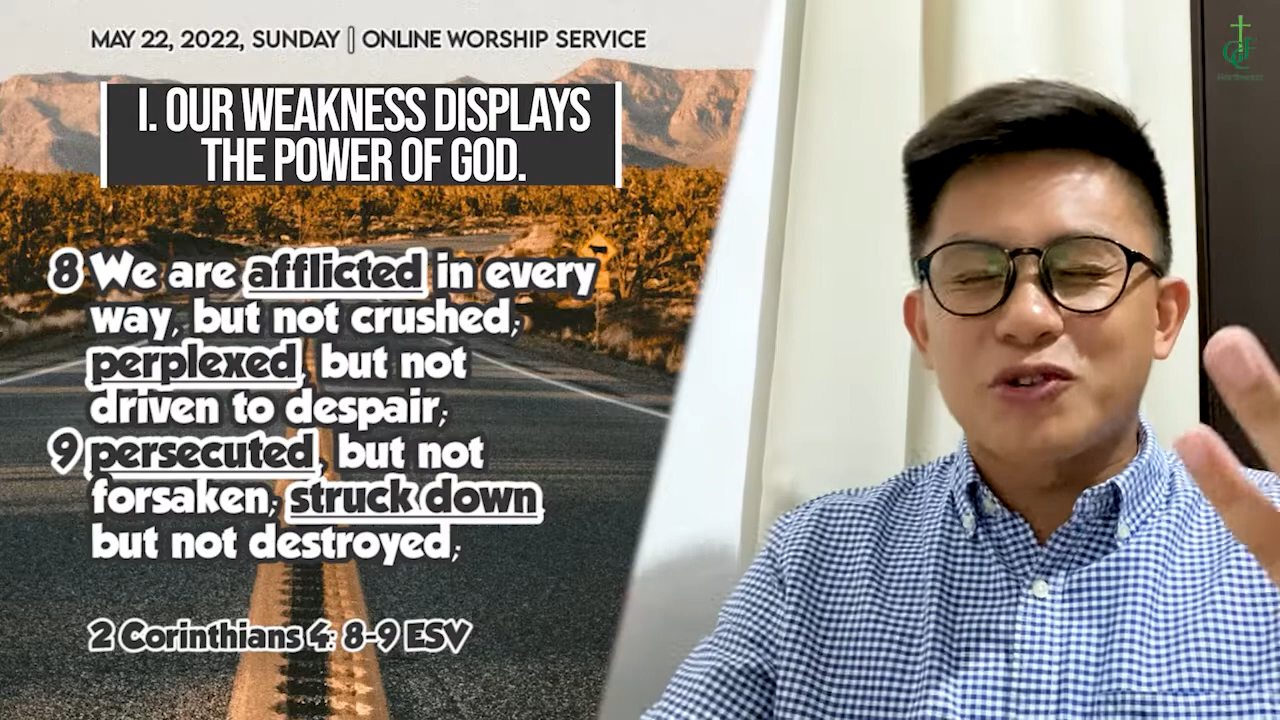 MAY 22, 2022, SUNDAY | ONLINE WORSHIP SERVICE
I. OUR WEAKNESS DISPLAYS
THE POWER OF GOD.
8 We are afflicted in every
way, but not crushed;
perplexed, but not
driven to despair;
9 persecuted, but not
forsaken; struck down
but not destroyed;
2 Corinthians 4: 8-9 ESV